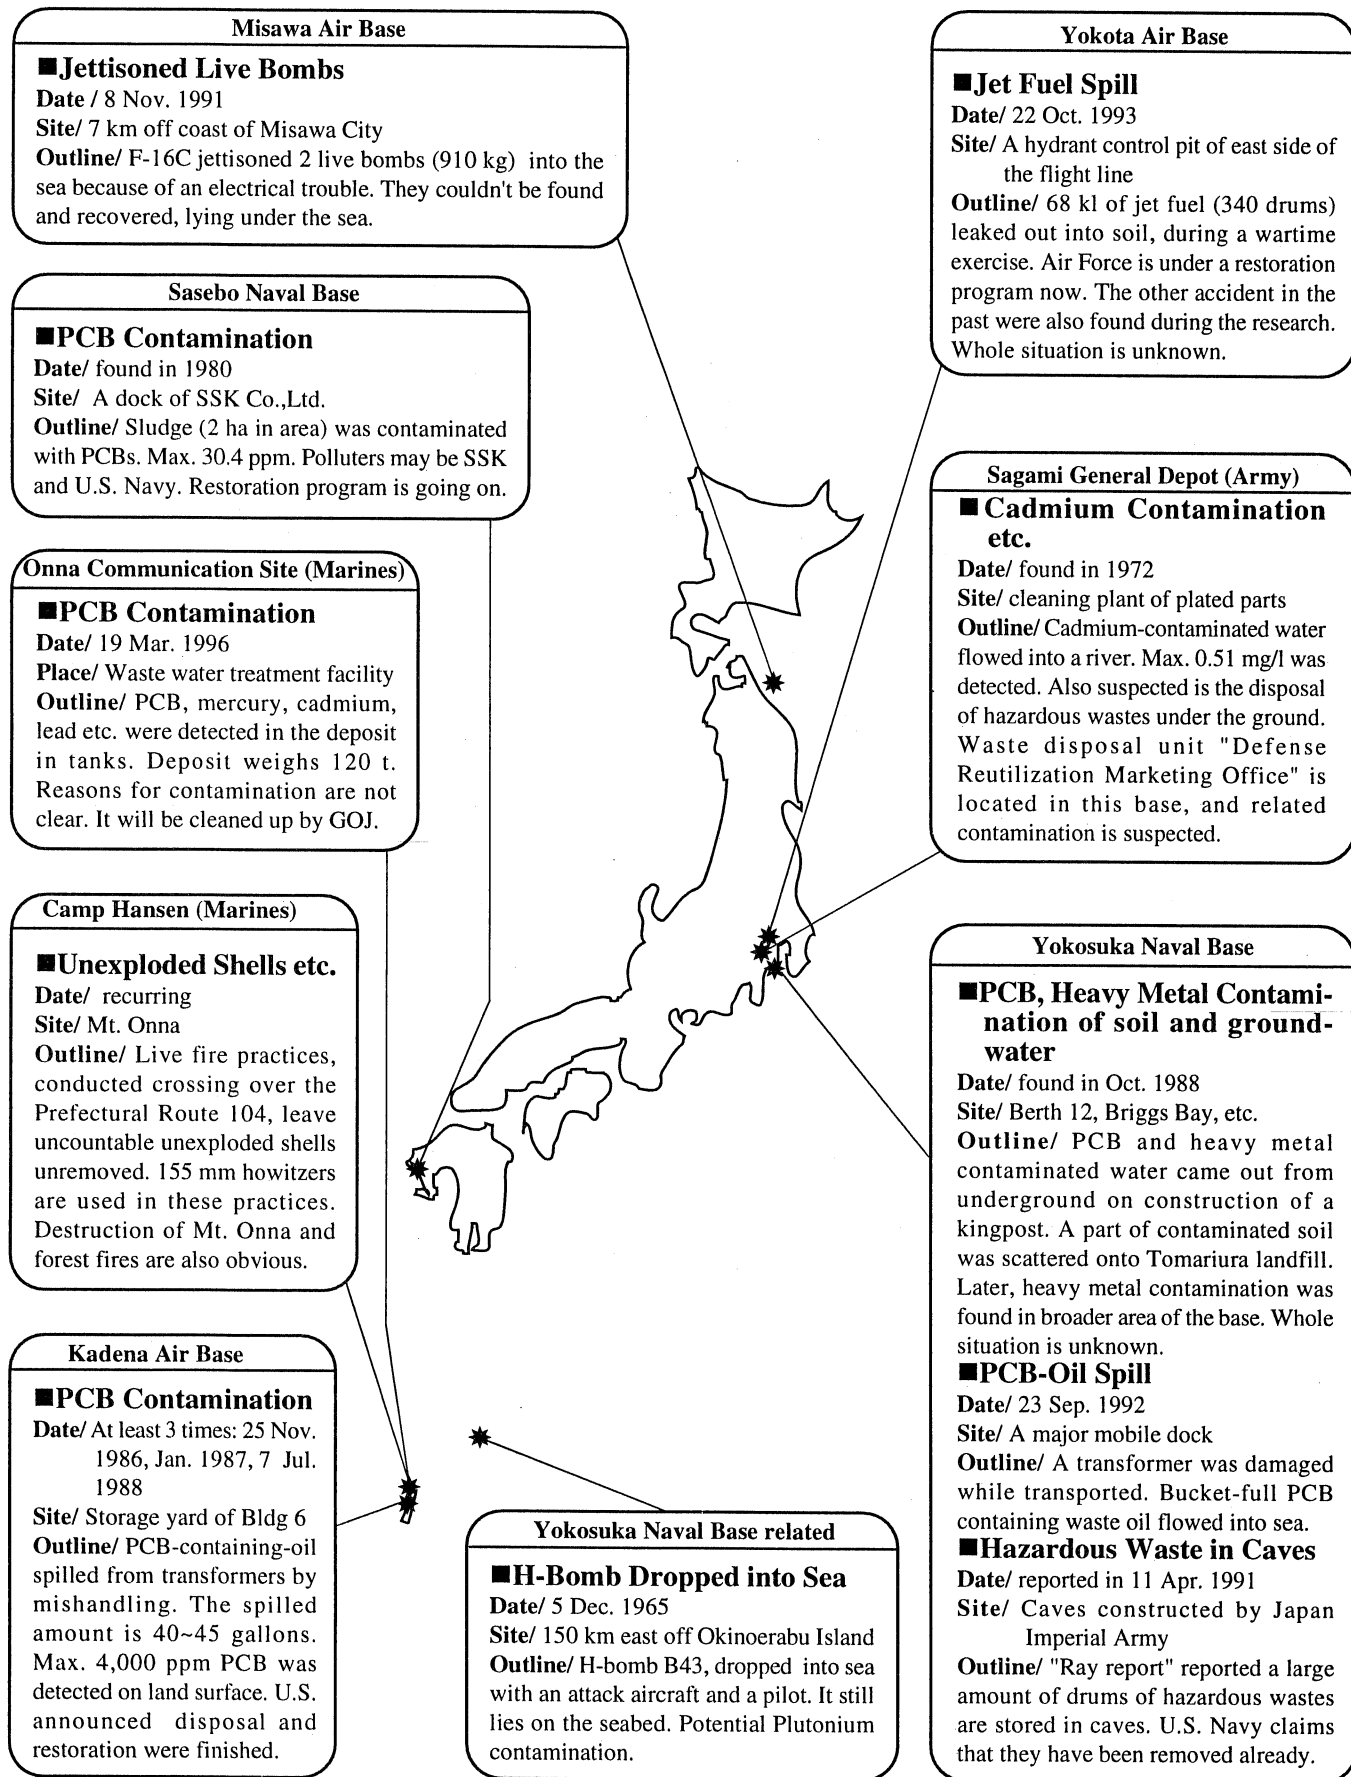 Misawa Air Base
■Jettisoned Live Bombs
Date / 8 Nov. 1991
Site/ 7 km off coast of Misawa City
Outline/ F-16C jettisoned 2 live bombs (910 kg) into the
sea because of an electrical trouble. They couldn't be found
and recovered, lying under the sea.
Sasebo Naval Base
■PCB Contamination
Date/ found in 1980
Site/ A dock of SSK Co.,Ltd.
Outline/ Sludge (2 ha in area) was contaminated
with PCBs. Max. 30.4 ppm. Polluters may be SSK
and U.S. Navy. Restoration program is going on.
Onna Communication Site (Marines)
■PCB Contamination
Date/ 19 Mar. 1996
Place/ Waste water treatment facility
Outline/ PCB, mercury, cadmium,
lead etc. were detected in the deposit
in tanks. Deposit weighs 120 t.
Reasons for contamination are not
clear. It will be cleaned up by GOJ.
Camp Hansen (Marines)
■Unexploded Shells etc.
Date/ recurring
Site/ Mt. Onna
Outline/ Live fire practices,
conducted crossing over the
Prefectural Route 104, leave
uncountable unexploded shells
unremoved. 155 mm howitzers
are used in these practices.
Destruction of Mt. Onna and
forest fires are also obvious.
Kadena Air Base
■PCB Contamination
Date/ At least 3 times: 25 Nov.
1986, Jan. 1987, 7 Jul.
1988
Site/ Storage yard of Bldg 6
Outline/ PCB-containing-oil
spilled from transformers by
mishandling. The spilled
amount is 40~45 gallons.
Max. 4,000 ppm PCB was
detected on land surface. U.S.
announced disposal and
restoration were finished.
Yokosuka Naval Base related
■H-Bomb Dropped into Sea
Date/ 5 Dec. 1965
Site/ 150 km east off Okinoerabu Island
Outline/ H-bomb B43, dropped into sea
with an attack aircraft and a pilot. It still
lies on the seabed. Potential Plutonium
contamination.
Yokota Air Base
■Jet Fuel Spill
Date/ 22 Oct. 1993
Site/ A hydrant control pit of east side of
the flight line
Outline/ 68 kl of jet fuel (340 drums)
leaked out into soil, during a wartime
exercise. Air Force is under a restoration
program now. The other accident in the
past were also found during the research.
Whole situation is unknown.
Sagami General Depot (Army)
■ Cadmium Contamination
etc.
Date/ found in 1972
Site/ cleaning plant of plated parts
Outline/ Cadmium-contaminated water
flowed into a river. Max. 0.51 mg/l was
detected. Also suspected is the disposal
of hazardous wastes under the ground.
Waste disposal unit "Defense
Reutilization Marketing Office" is
located in this base, and related
contamination is suspected.
Yokosuka Naval Base
■PCB, Heavy Metal Contami-
nation of soil and ground-
water
Date/ found in Oct. 1988
Site/ Berth 12, Briggs Bay, etc.
Outline/ PCB and heavy metal
contaminated water came out from
underground on construction of a
kingpost. A part of contaminated soil
was scattered onto Tomariura landfill.
Later, heavy metal contamination was
found in broader area of the base. Whole
situation is unknown.
■PCB-Oil Spill
Date/ 23 Sep. 1992
Site/ A major mobile dock
Outline/ A transformer was damaged
while transported. Bucket-full PCB
containing waste oil flowed into sea.
■Hazardous Waste in Caves
Date/ reported in 11 Apr. 1991
Site/ Caves constructed by Japan
Imperial Army
Outline/ "Ray report" reported a large
amount of drums of hazardous wastes
are stored in caves. U.S. Navy claims
that they have been removed already.